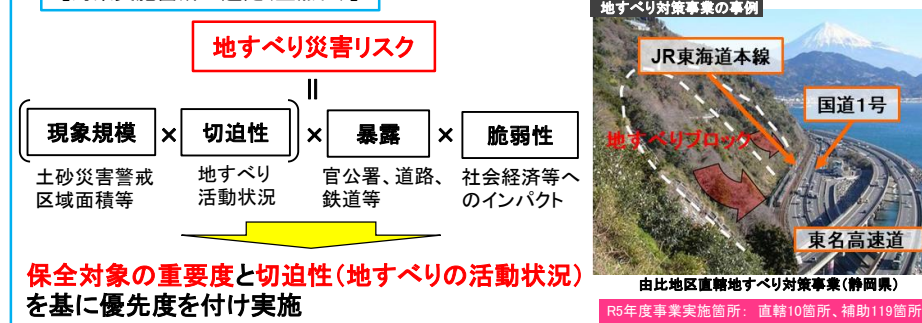 地すべり災害リスク
=
現象規模 × 切迫性 × 暴露 × 脆弱性
土砂災害警戒
区域面積等
地すべり
活動状況
官公署、道路、
鉄道等
社会経済等へ
のインパクト
保全対象の重要度と切迫性(地すべりの活動状況)
を基に優先度を付け実施
地すべり対策事業の事例
JR東海道本線
国道1号
地すべりブロック
東名高速道
由比地区直轄地すべり対策事業(静岡県)
R5年度事業実施箇所: 直轄10箇所、補助119箇所